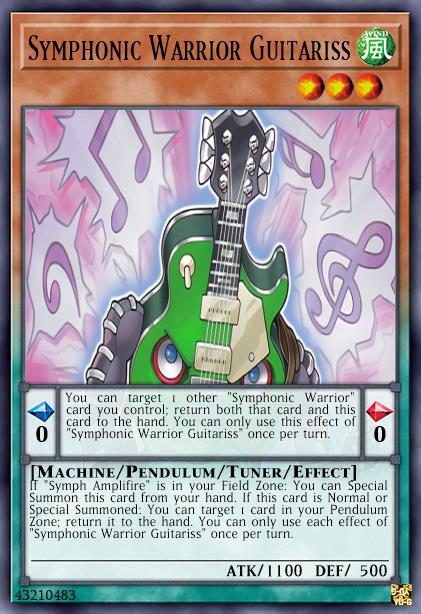 SYMPHONIC WARRIOR GUITARISS
WIND
風
You can target 1 other "Symphonic Warrior"
card you control; return both that card and this
card to the hand. You can only use this effect of
"Symphonic Warrior Guitariss" once per turn.
0
0
[MACHINE/PENDULUM/TUNER/EFFECT]
If "Symph Amplifire" is in your Field Zone: You can Special
Summon this card from your hand. If this card is Normal or
Special Summoned: You can target 1 card in your Pendulum
Zone; return it to the hand. You can only use each effect of
"Symphonic Warrior Guitariss" once per turn.
ATK/1100 DEF/ 500
43210483